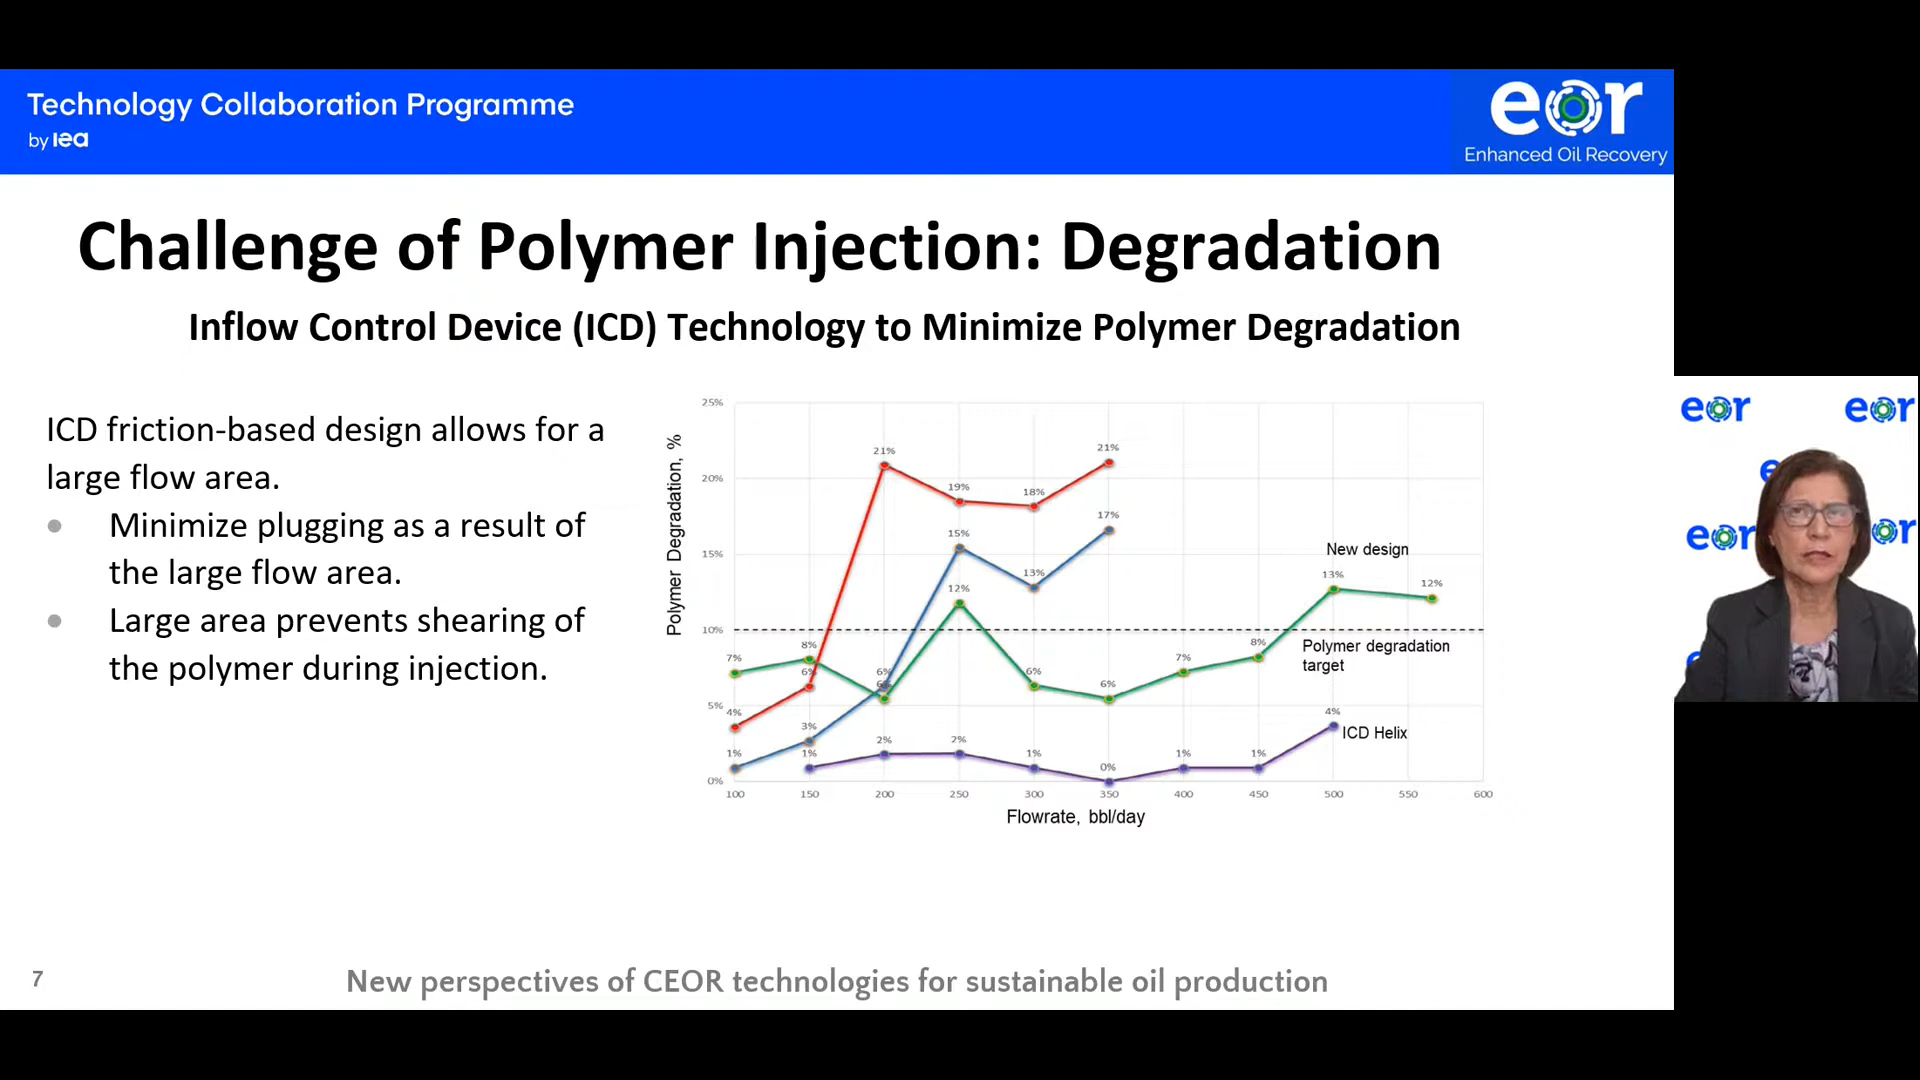 Technology Collaboration Programme
by iea
eor
Enhanced Oil Recovery
Challenge of Polymer Injection: Degradation
Inflow Control Device (ICD) Technology to Minimize Polymer Degradation
ICD friction-based design allows for a
large flow area.
Minimize plugging as a result of
the large flow area.
Large area prevents shearing of
the polymer during injection.
Polymer Degradation, %
25%
20%
15%
10%
5%
0%
21%
19%
18%
21%
15%
13%
17%
12%
New design
13%
12%
7%
8%
6%
6%
6%
6%
6%
7%
8%
Polymer degradation
target
4%
1%
3%
1%
2%
2%
1%
0%
1%
1%
4%
ICD Helix
100 150 200 250 300 350 400 450 500 550 600
Flowrate, bbl/day
7
New perspectives of CEOR technologies for sustainable oil production
eor
eor
e
eor
or